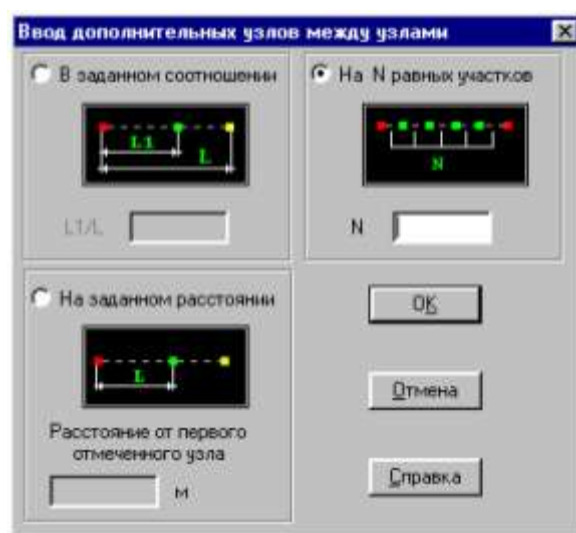 Ввод дополнительных узлов между узлами
В заданном соотношении
L1
L
L1/L
На N равных участков
N
N
На заданном расстоянии
L
Расстояние от первого
отмеченного узла
м
OK
Отмена
Справка